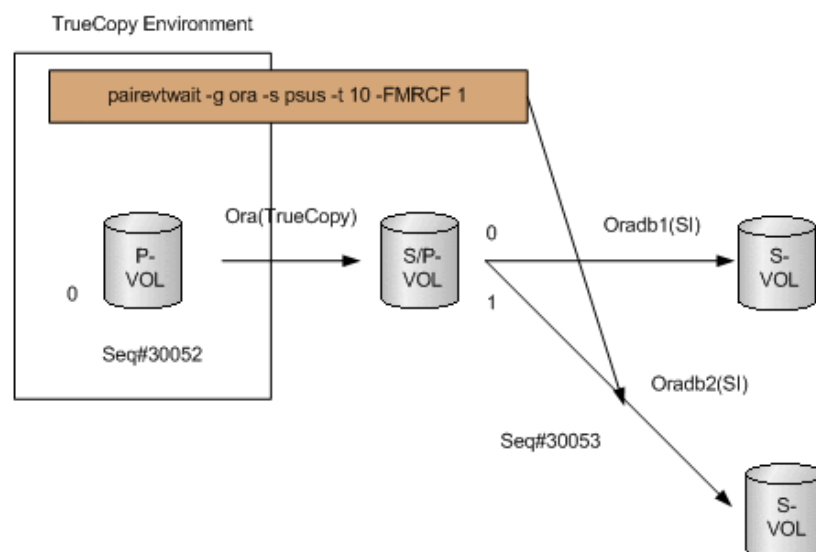 TrueCopy Environment
pairevtwait -g ora -s psus -t 10 -FMRCF 1
Ora(TrueCopy)
Oradb1(SI)
P-
VOL
S/P-
VOL
S-
VOL
0
0
1
Seq#30052
Oradb2(SI)
Seq#30053
S-
VOL